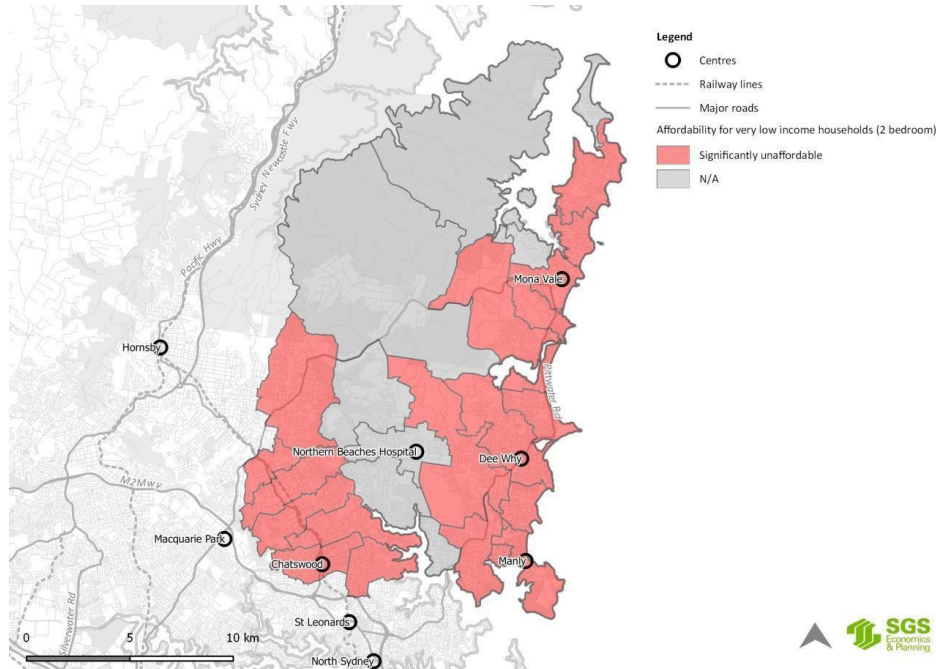 Legend
Centres
Railway lines
Major roads
Affordability for very low income households (2 bedroom)
Significantly unaffordable
N/A
Sydney Newcastle Fwy
Pacific Hwy
Mona Vale
Hornsby
Pittwater Rd
Northern Beaches Hospital
Dee Why
M2Mwy
Macquarie Park
Chatswood
Manly
Silverwater Rd
St Leonards
North Sydney
0 5 10 km
SGS
Economics
& Planning